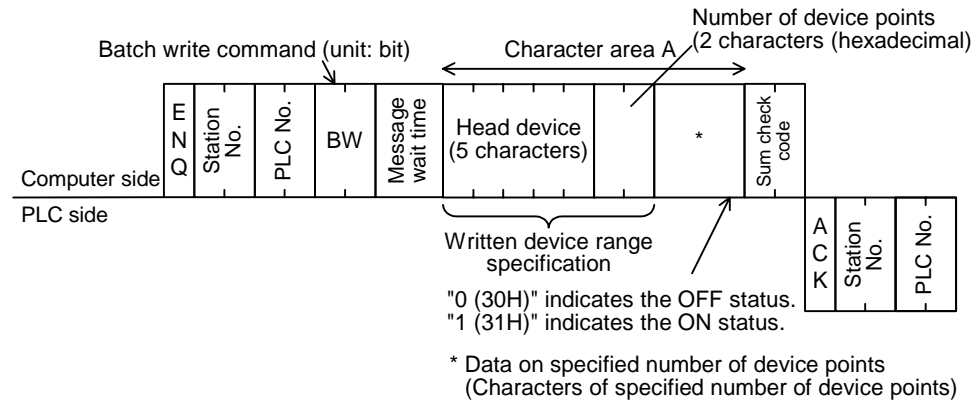 Number of device points
(2 characters (hexadecimal)
Batch write command (unit: bit)
Character area A
E
N
Q
Station
No.
PLC No.
BW
Message
wait time
Head device
(5 characters)
*
Sum check
code
Computer side
PLC side
Written device range
specification
A
C
K
Station
No.
PLC No.
"0 (30H)" indicates the OFF status.
"1 (31H)" indicates the ON status.
* Data on specified number of device points
(Characters of specified number of device points)